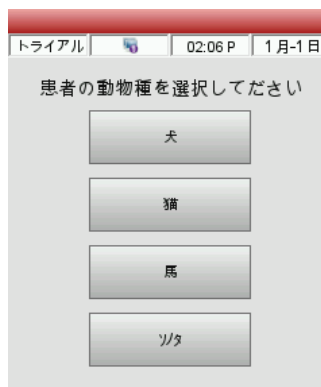 トライアル 02:06 P 1月-1日
患者の動物種を選択してださい
犬
猫
馬
ソノタ